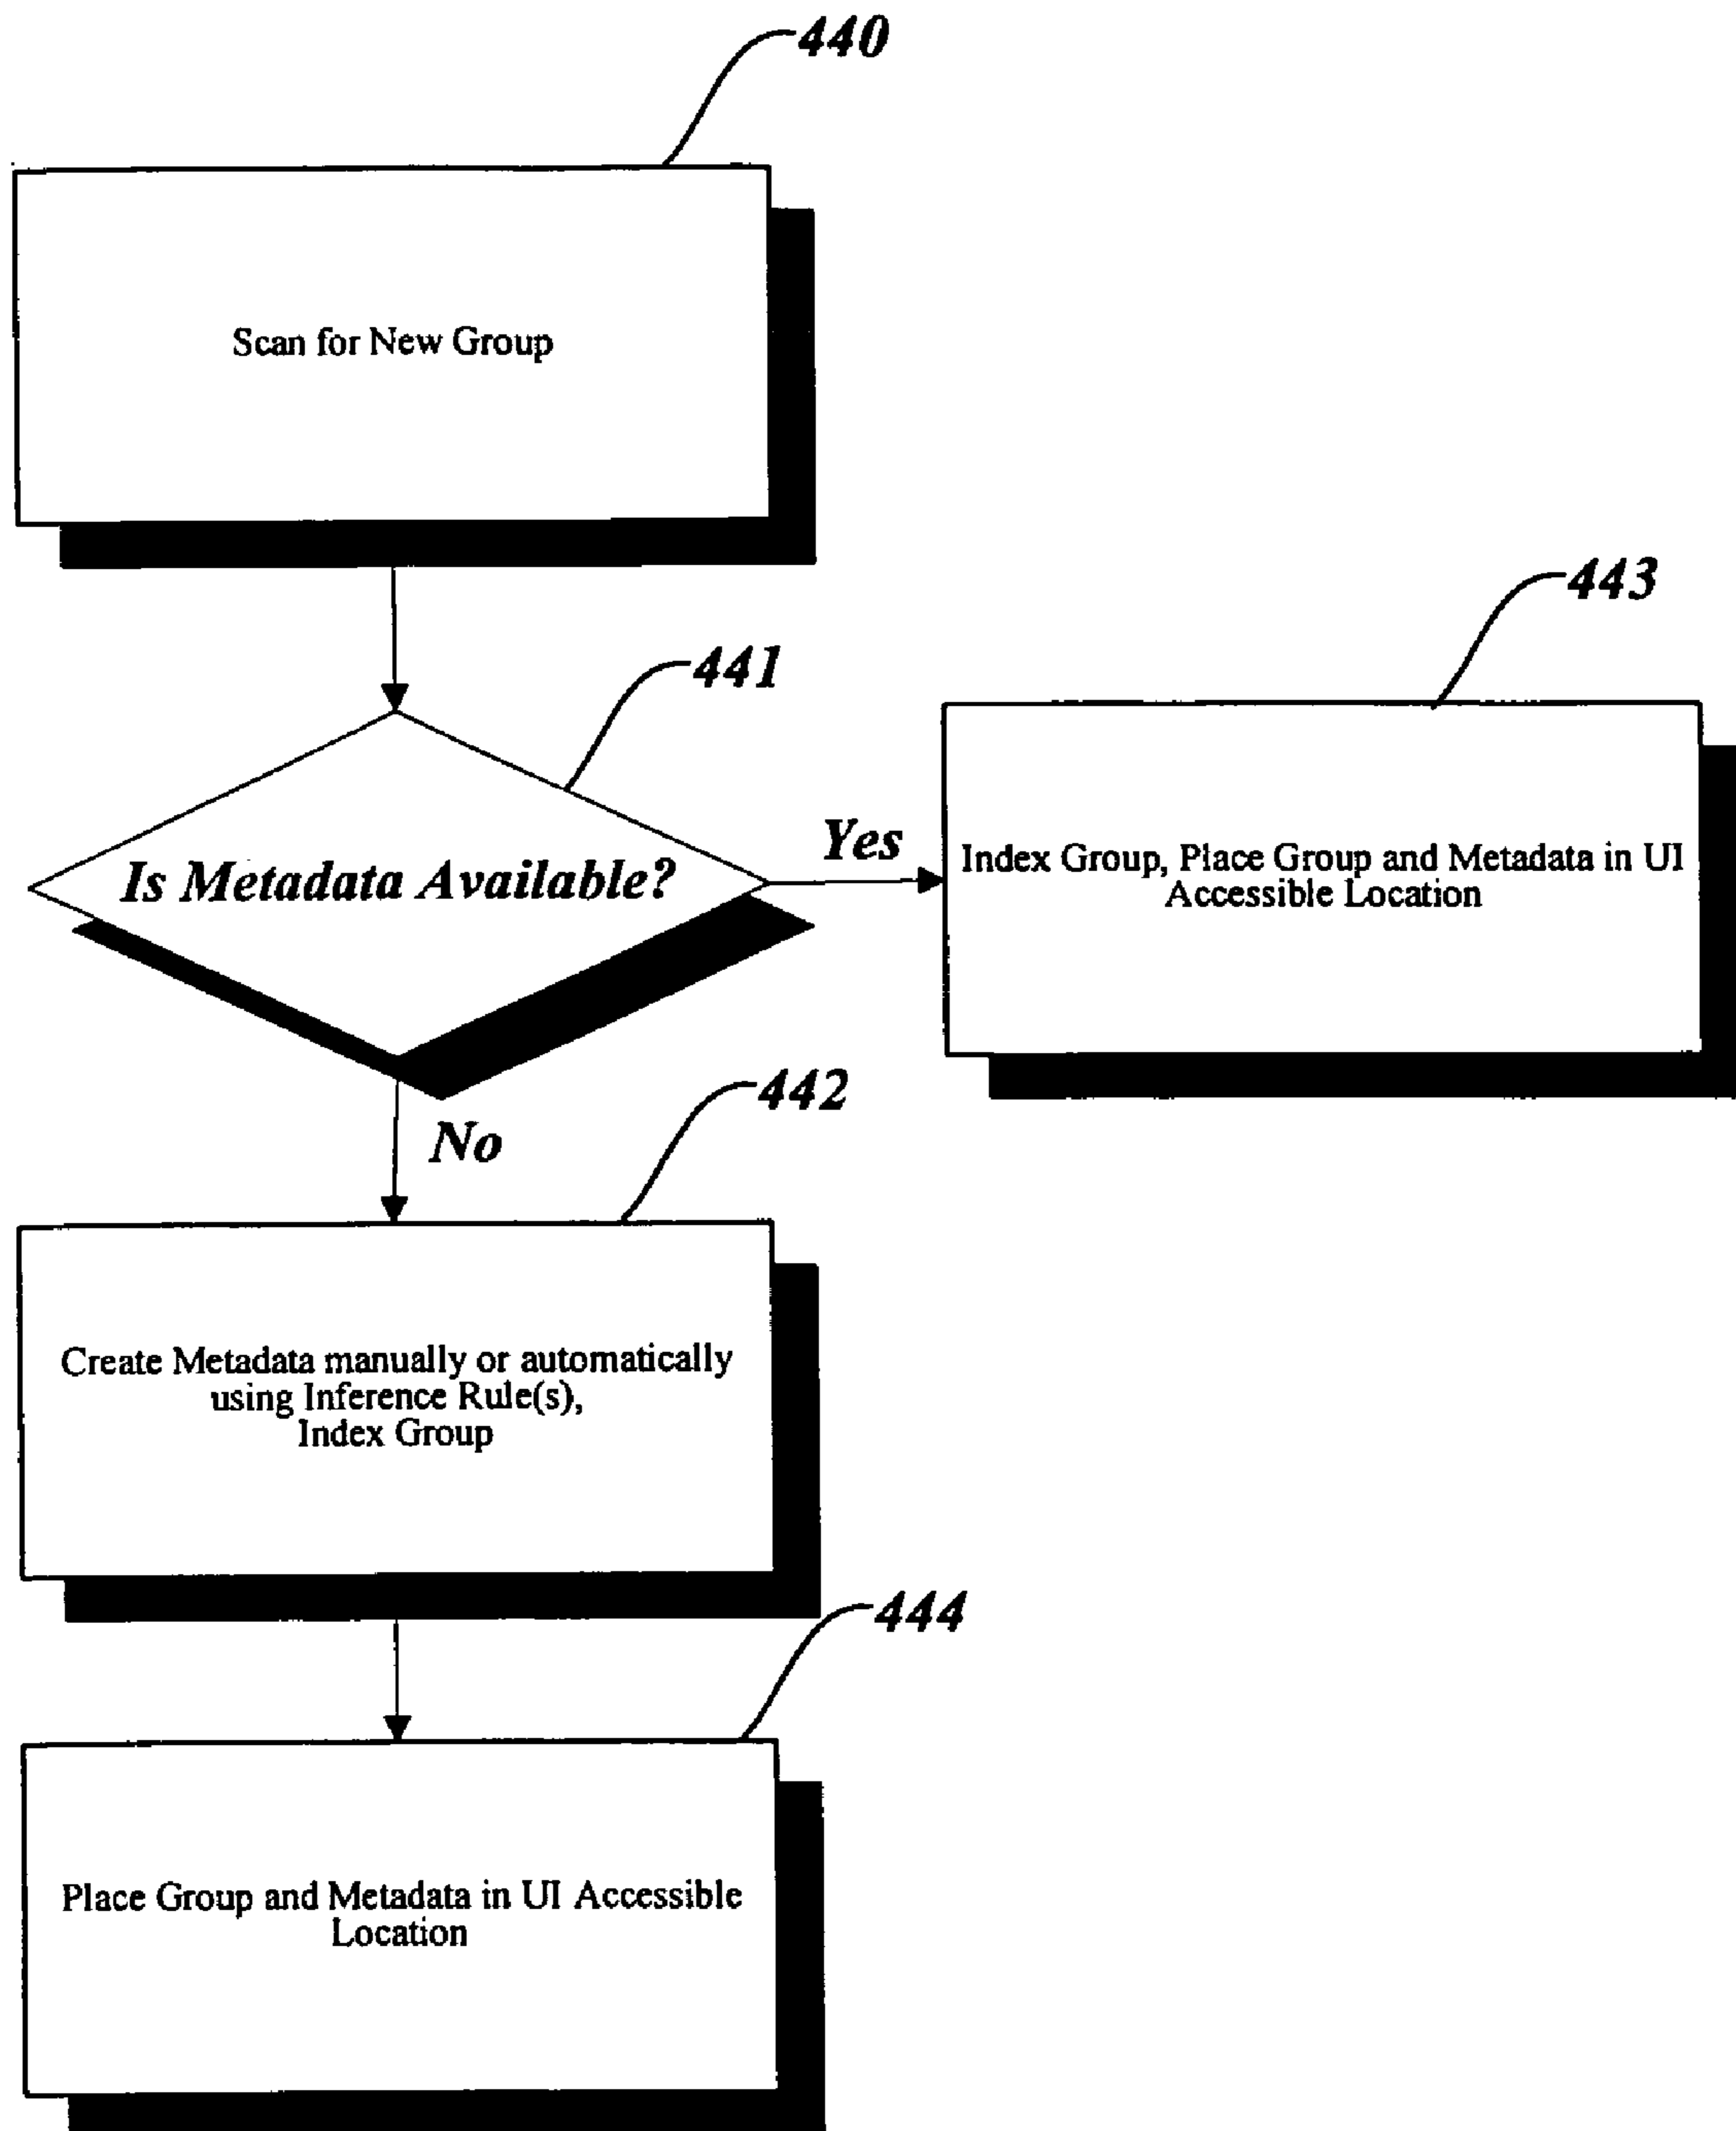 440
Scan for New Group
441
443
Is Metadata Available?
Yes
Index Group, Place Group and Metadata in UI
Accessible Location
No
442
Create Metadata manually or automatically
using Inference Rule(s),
Index Group
444
Place Group and Metadata in UI Accessible
Location